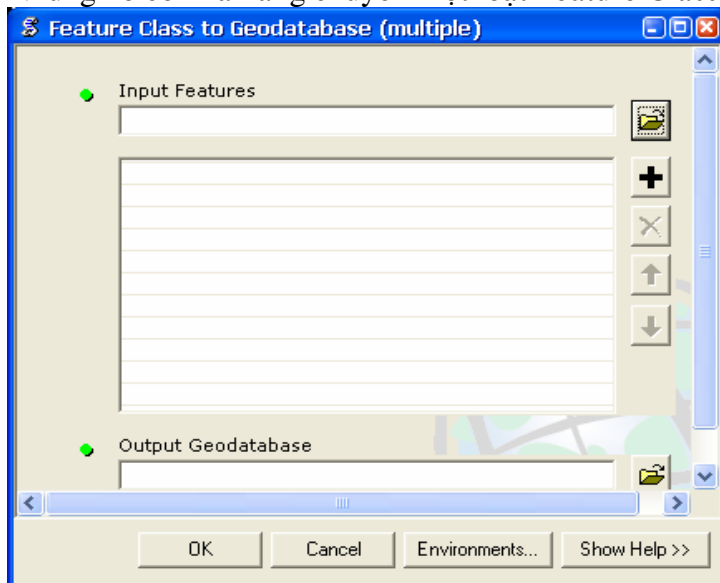 Feature Class to Geodatabase (multiple)
Input Features
Output Geodatabase
OK Cancel Environments... Show Help >>